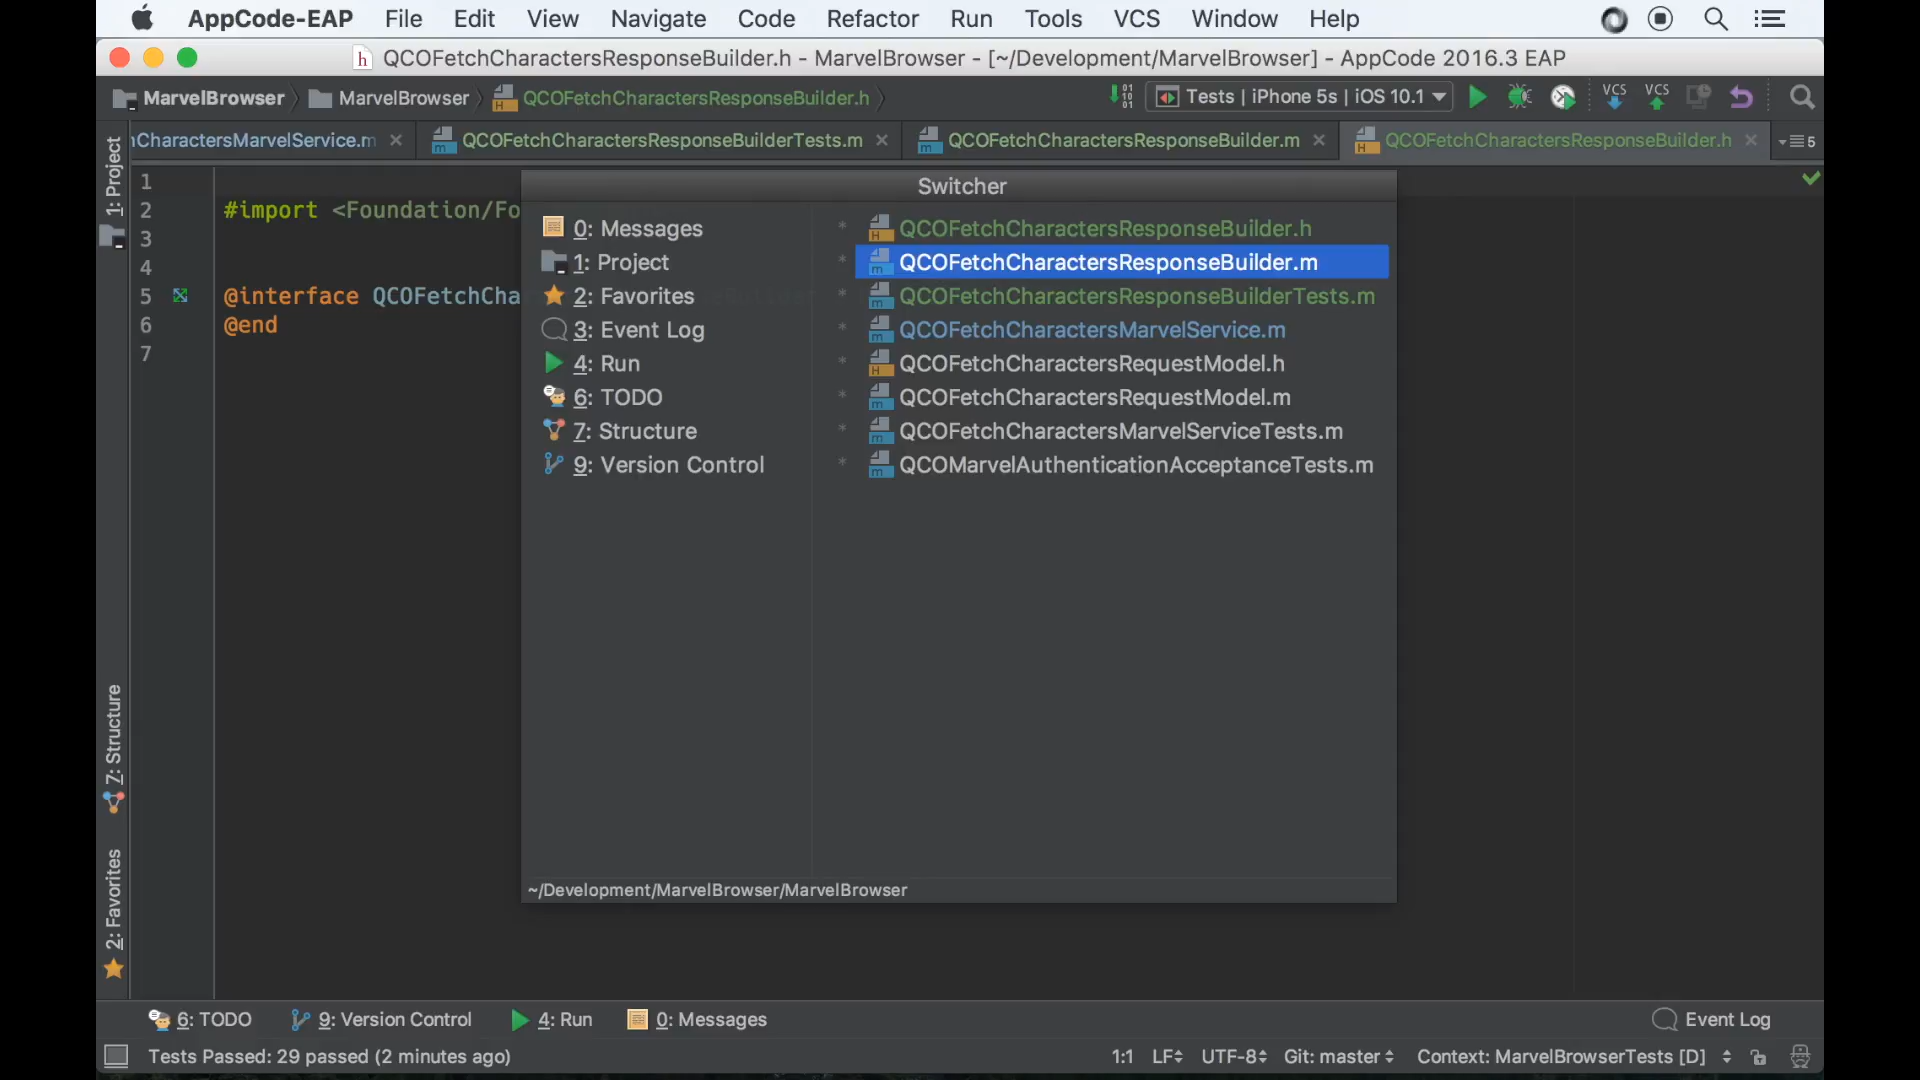 AppCode-EAP File Edit View Navigate Code Refactor Run Tools VCS Window Help
h QCOFetchCharactersResponseBuilder.h - MarvelBrowser - [~/Development/MarvelBrowser] - AppCode 2016.3 EAP
MarvelBrowser MarvelBrowser QCOFetchCharactersResponseBuilder.h Tests | iPhone 5s | iOS 10.1 VCS VCS
hCharactersMarvelService.m QCOFetchCharactersResponseBuilderTests.m QCOFetchCharactersResponseBuilder.m QCOFetchCharactersResponseBuilder.h 5
1: Project
7: Structure
2: Favorites
1
2 #import <Foundation/Fo
3
4
5 @interface QCOFetchCha
6 @end
7
Switcher
0: Messages
1: Project
2: Favorites
3: Event Log
4: Run
6: TODO
7: Structure
9: Version Control
* QCOFetchCharactersResponseBuilder.h
* QCOFetchCharactersResponseBuilder.m
* QCOFetchCharactersResponseBuilderTests.m
* QCOFetchCharactersMarvelService.m
* QCOFetchCharactersRequestModel.h
* QCOFetchCharactersRequestModel.m
* QCOFetchCharactersMarvelServiceTests.m
* QCOMarvelAuthenticationAcceptanceTests.m
~/Development/MarvelBrowser/MarvelBrowser
6: TODO 9: Version Control 4: Run 0: Messages Event Log
Tests Passed: 29 passed (2 minutes ago) 1:1 LF UTF-8 Git: master Context: MarvelBrowserTests [D]